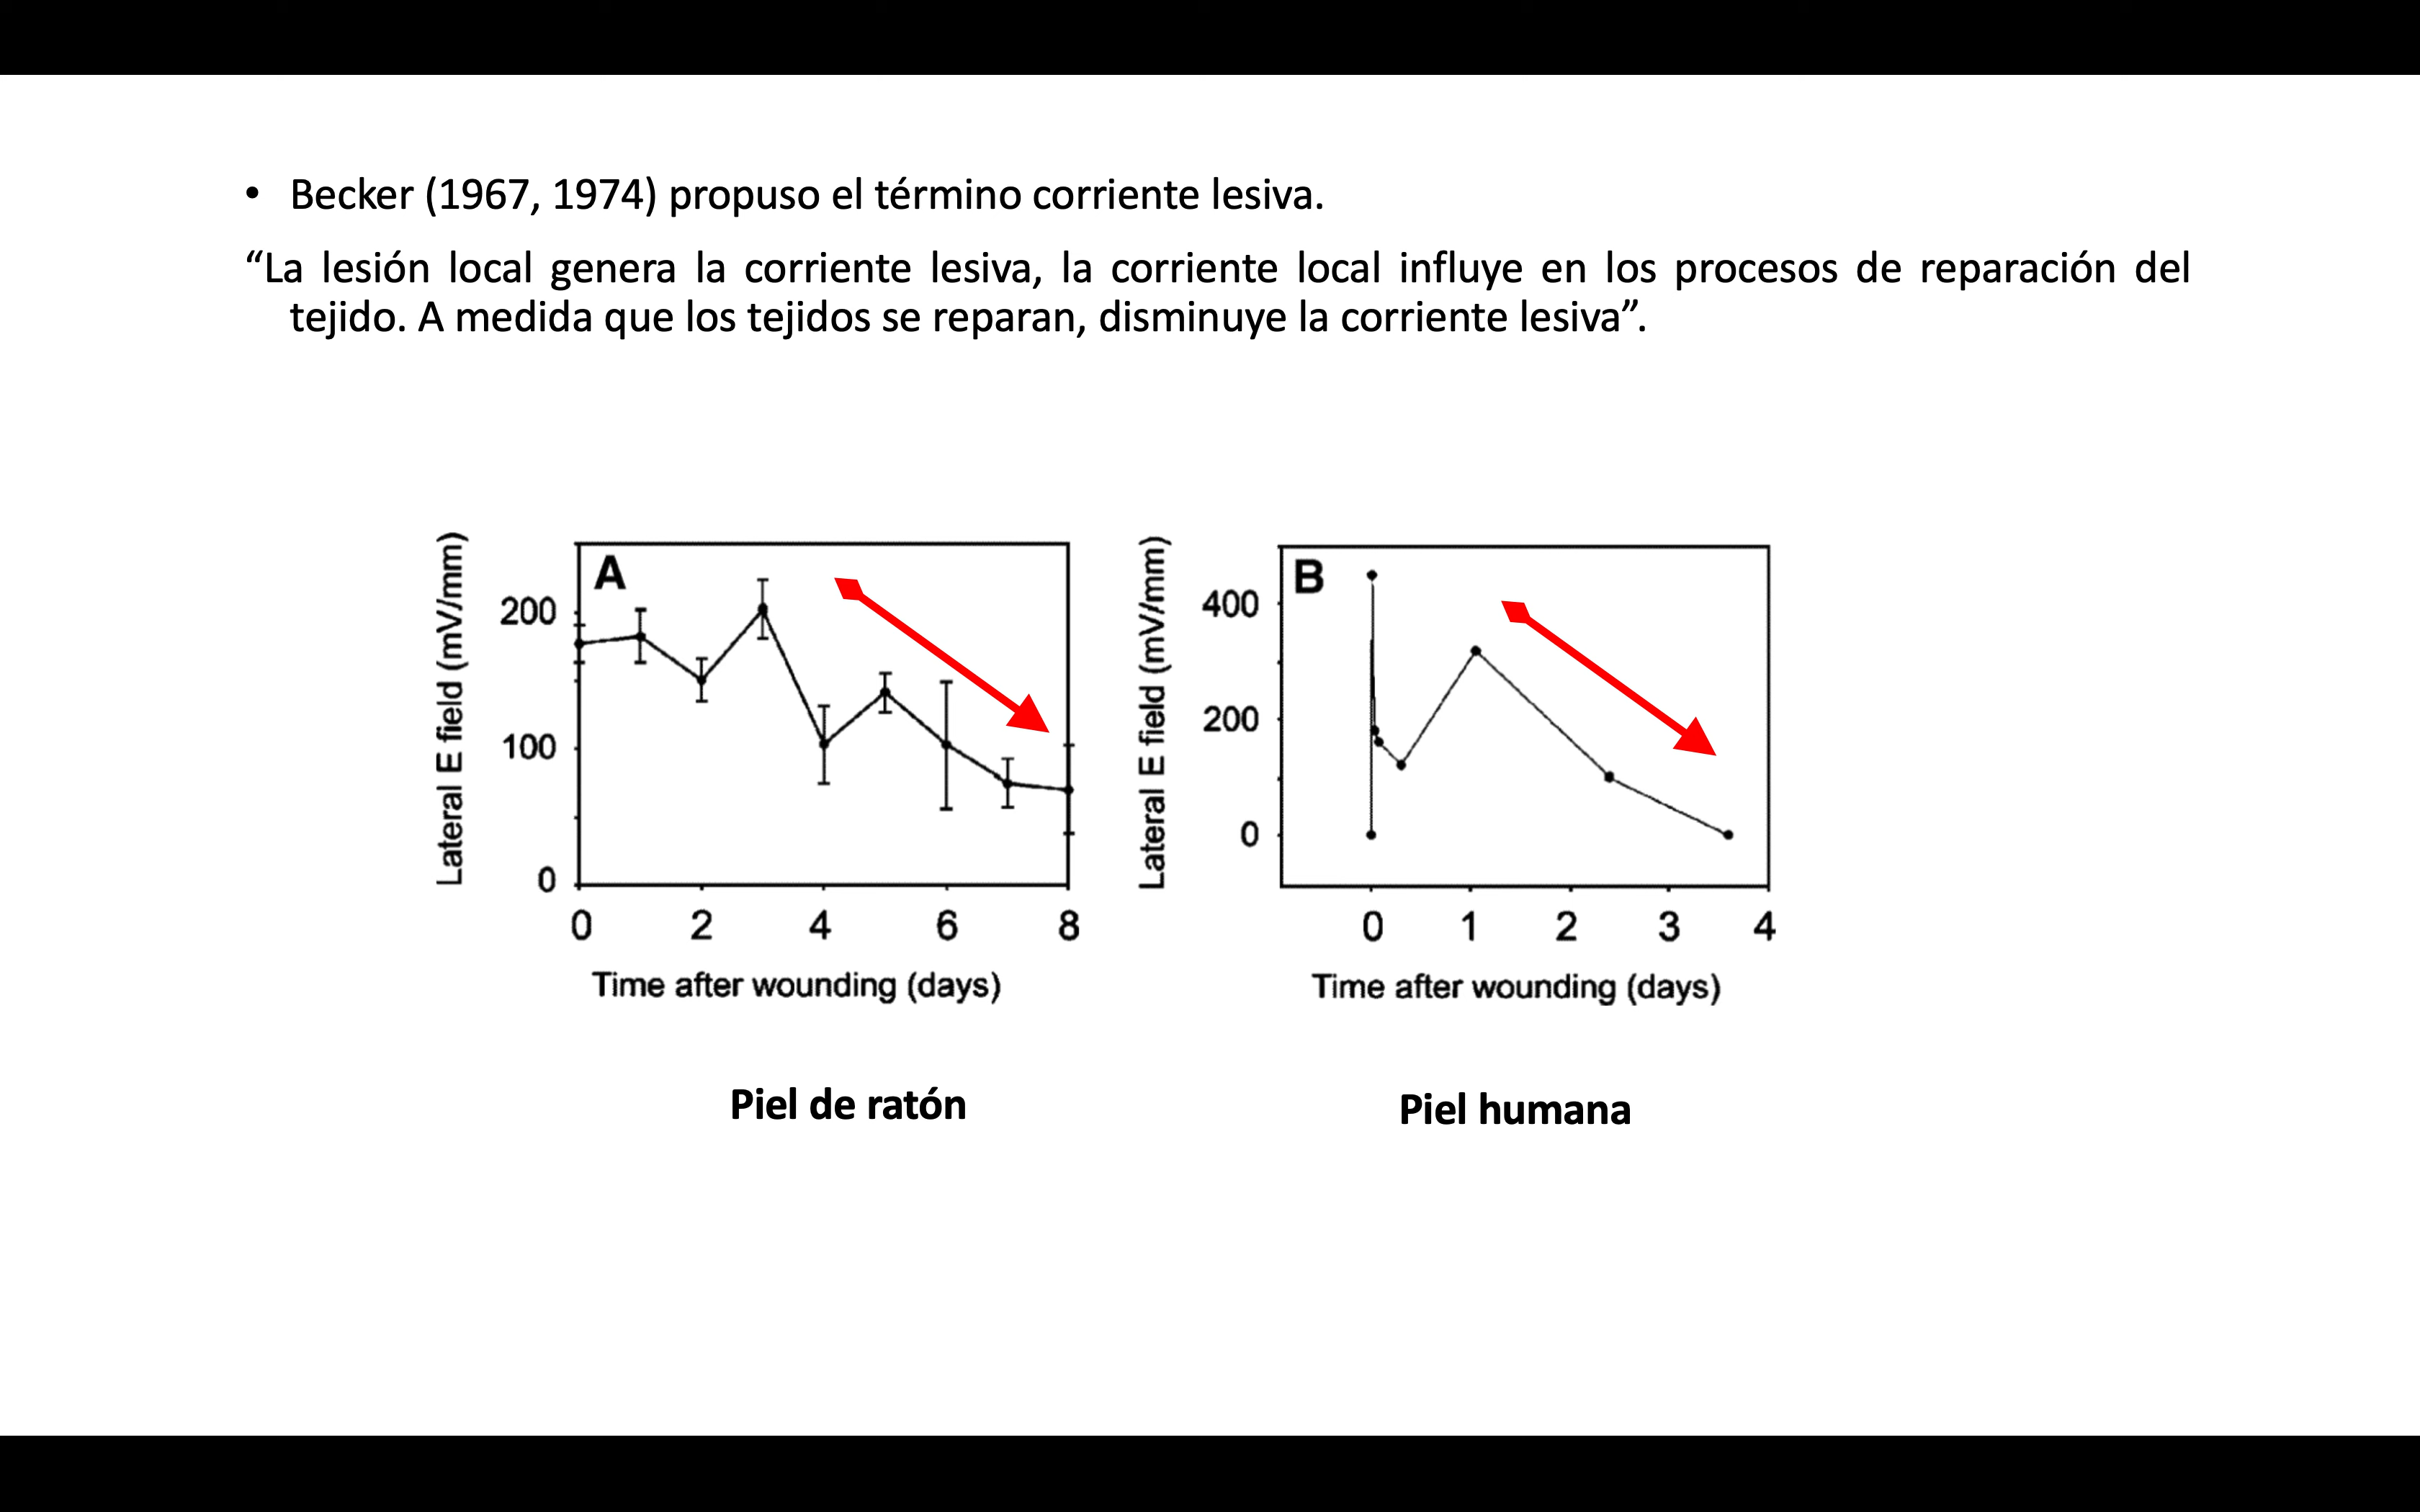 • Becker (1967, 1974) propuso el término corriente lesiva.
“La lesión local genera la corriente lesiva, la corriente local influye en los procesos de reparación del
tejido. A medida que los tejidos se reparan, disminuye la corriente lesiva”.
A
Lateral E field (mV/mm)
200
100
0
0 2 4 6 8
Time after wounding (days)
Piel de ratón
B
Lateral E field (mV/mm)
400
200
0
0 1 2 3 4
Time after wounding (days)
Piel humana